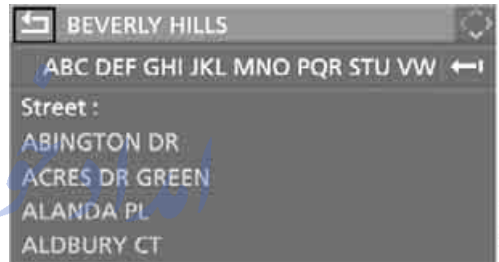 BEVERLY HILLS
ABC DEF GHI JKL MNO PQR STU VW
Street :
ABINGTON DR
ACRES DR GREEN
ALANDA PL
ALDBURY CT